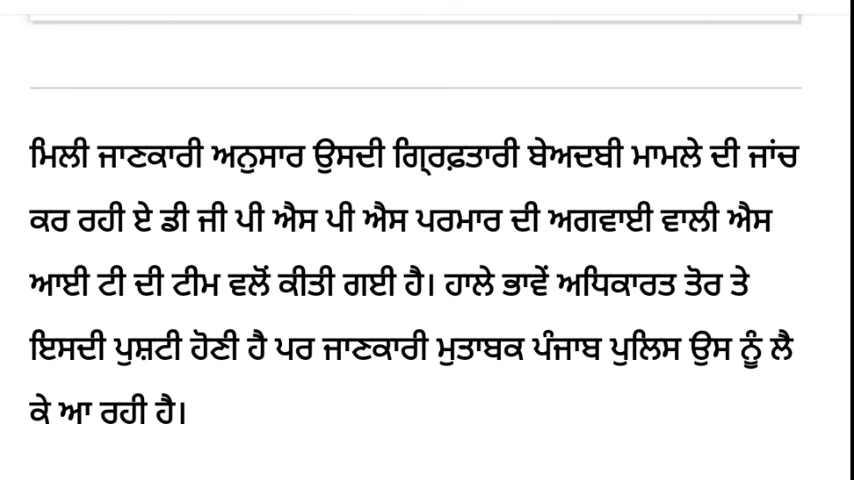 ਮਿਲੀ ਜਾਣਕਾਰੀ ਅਨੁਸਾਰ ਉਸਦੀ ਗ੍ਰਿਫ਼ਤਾਰੀ ਬੇਅਦਬੀ ਮਾਮਲੇ ਦੀ ਜਾਂਚ
ਕਰ ਰਹੀ ਏ ਡੀ ਜੀ ਪੀ ਐਸ ਪੀ ਐਸ ਪਰਮਾਰ ਦੀ ਅਗਵਾਈ ਵਾਲੀ ਐਸ
ਆਈ ਟੀ ਦੀ ਟੀਮ ਵਲੋਂ ਕੀਤੀ ਗਈ ਹੈ। ਹਾਲੇ ਭਾਵੇਂ ਅਧਿਕਾਰਤ ਤੋਰ ਤੇ
ਇਸਦੀ ਪੁਸ਼ਟੀ ਹੋਣੀ ਹੈ ਪਰ ਜਾਣਕਾਰੀ ਮੁਤਾਬਕ ਪੰਜਾਬ ਪੁਲਿਸ ਉਸ ਨੂੰ ਲੈ
ਕੇ ਆ ਰਹੀ ਹੈ।